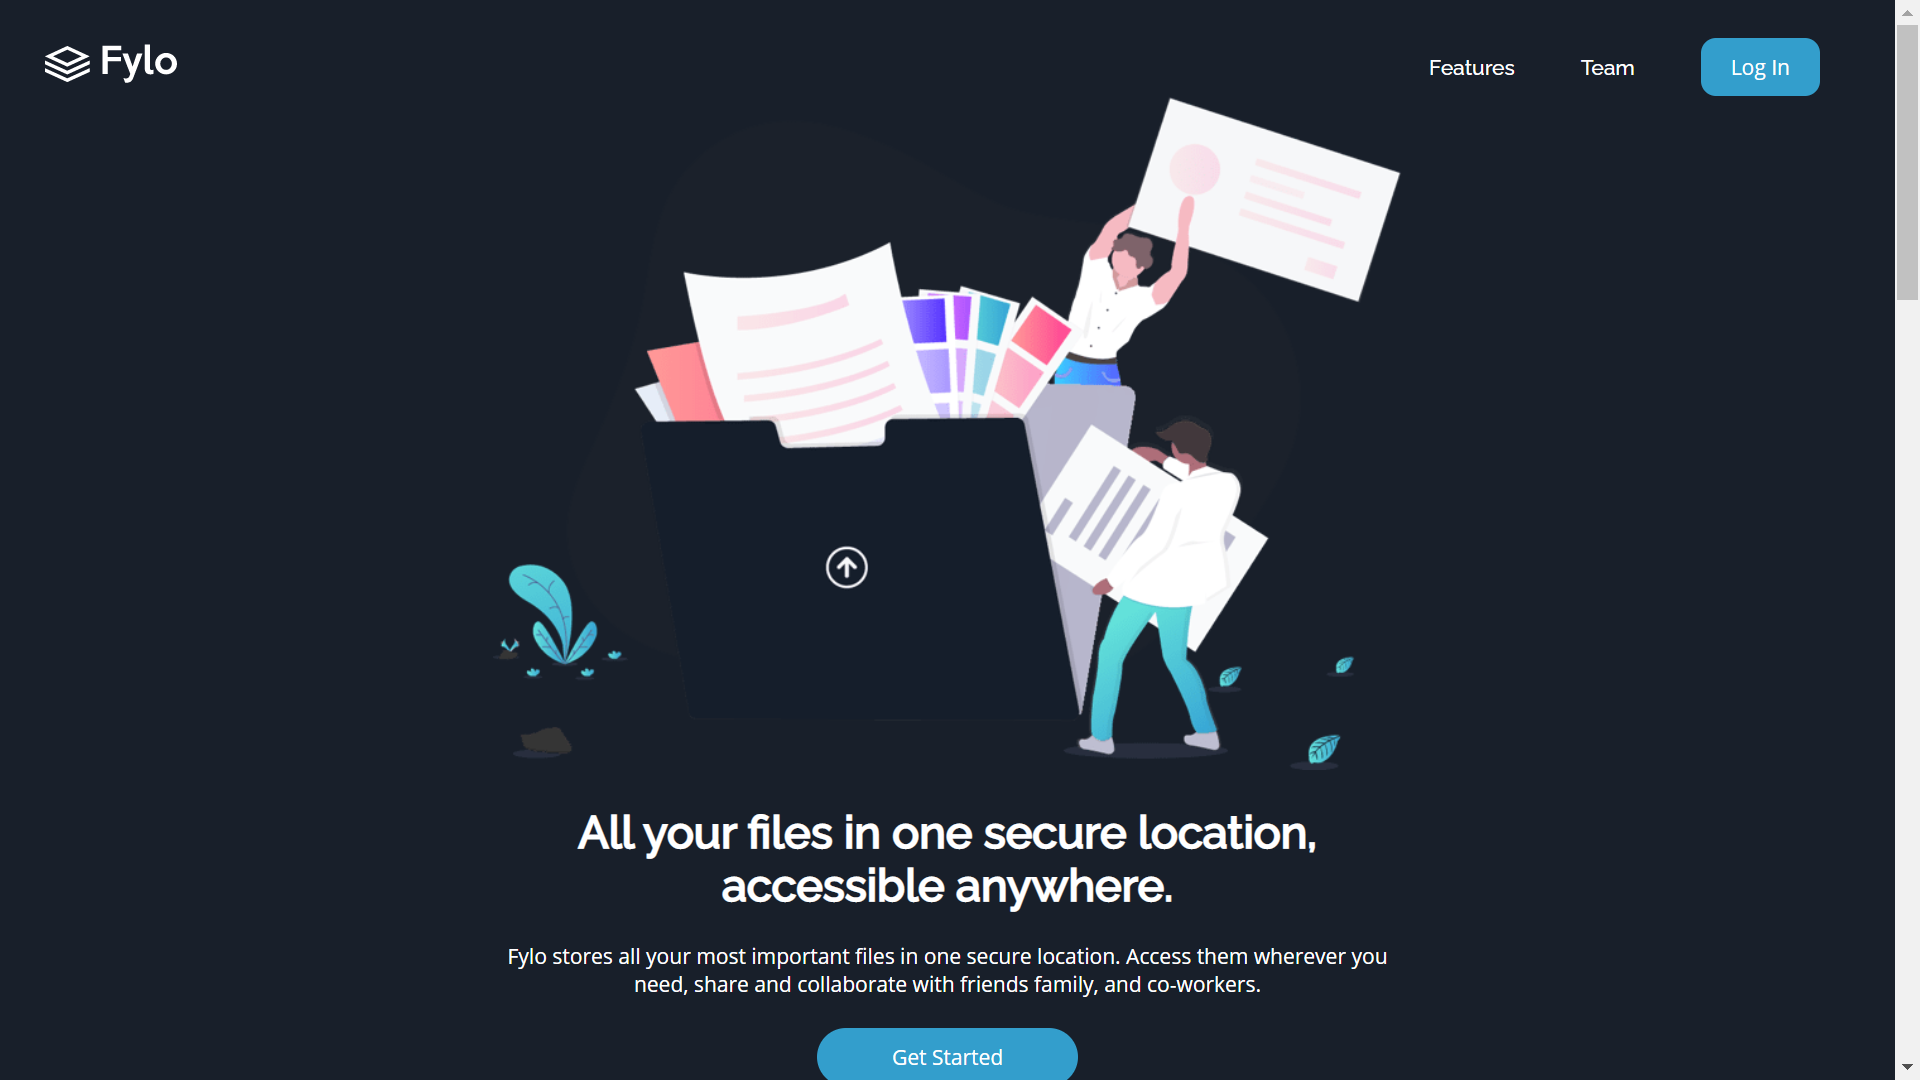 Fylo
Features
Team
Log In
All your files in one secure location,
accessible anywhere.
Fylo stores all your most important files in one secure location. Access them wherever you
need, share and collaborate with friends family, and co-workers.
Get Started